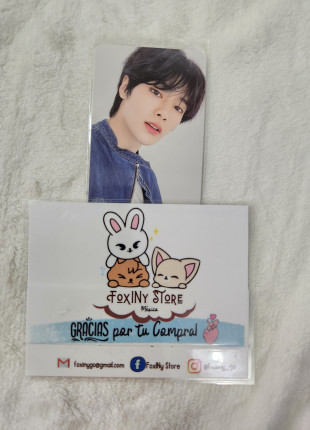 FoxINy Store
México
GRACIAS por tu Compra!
foxinygo@gmail.com
FoxINy Store